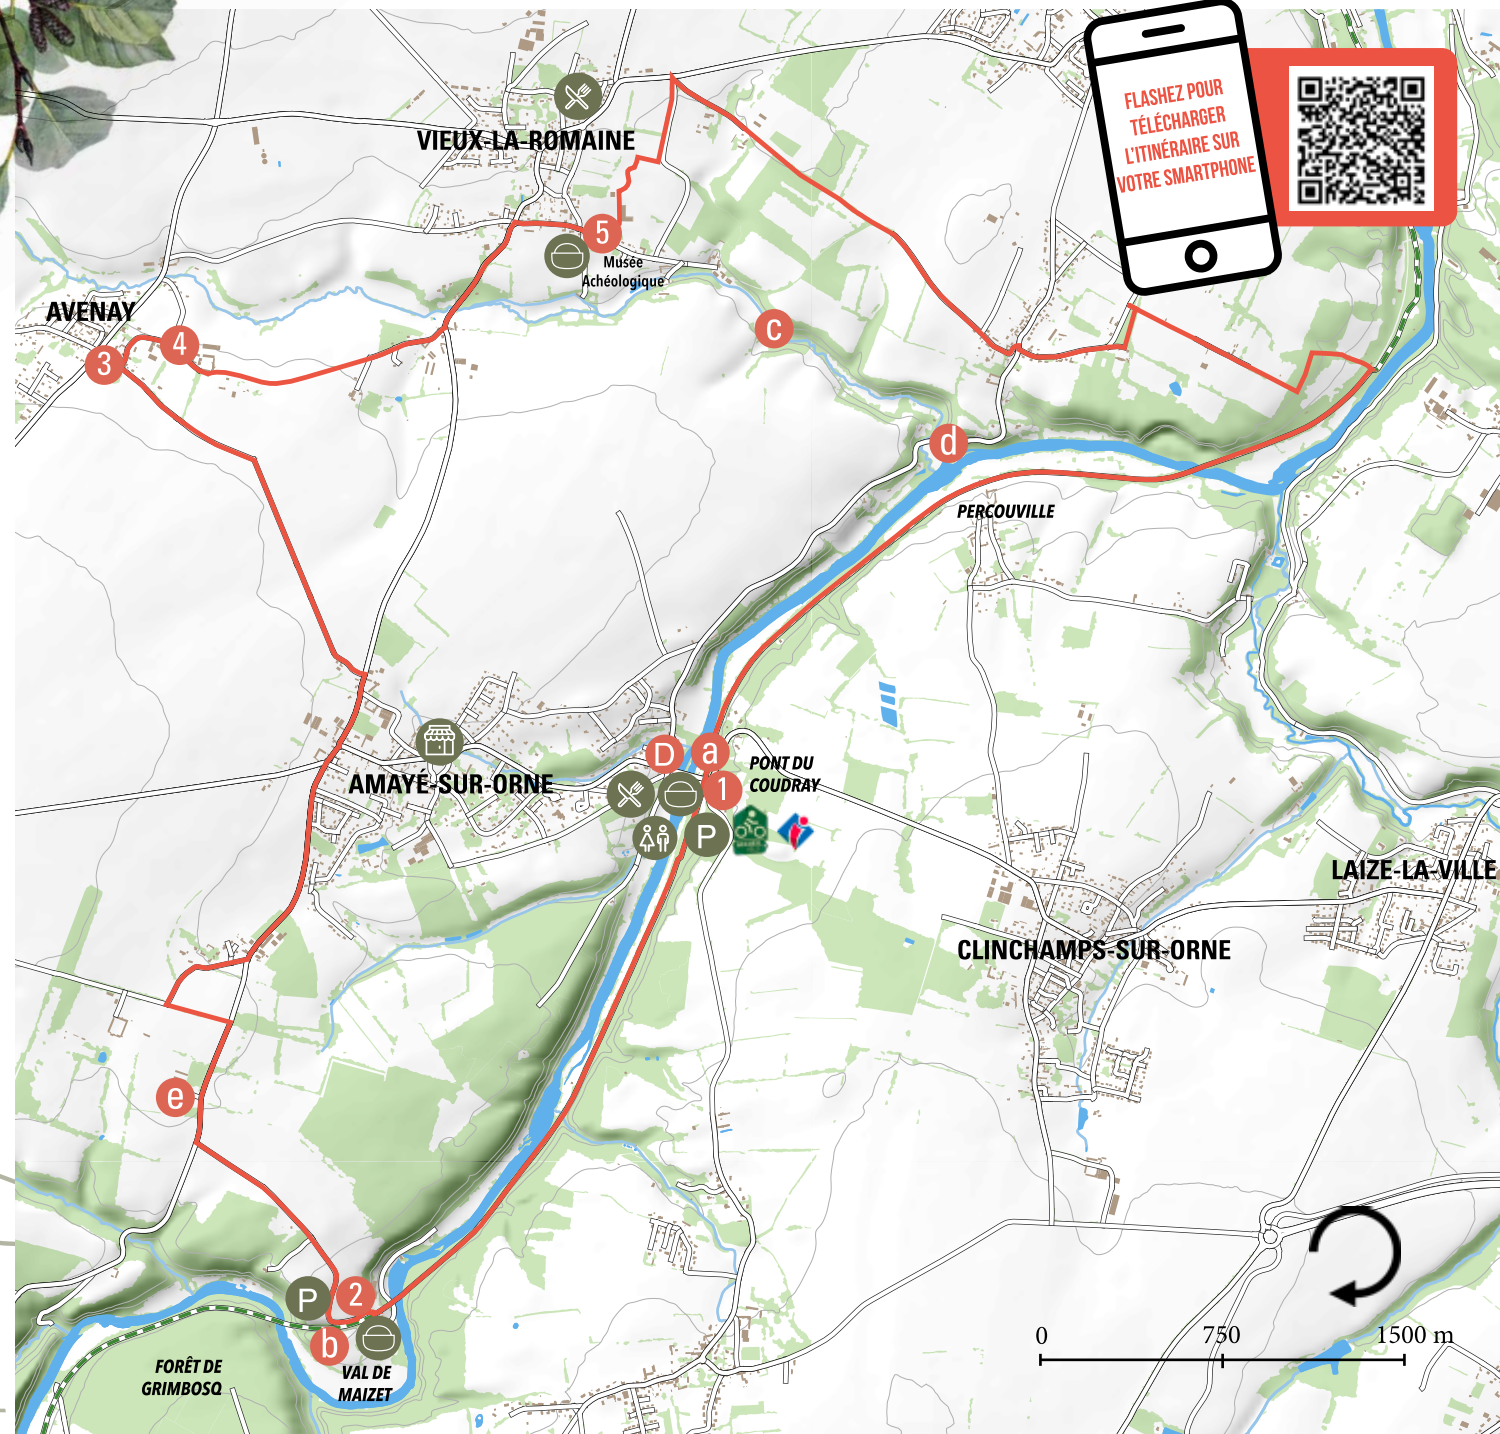 FLASHEZ POUR
TÉLÉCHARGER
L'ITINÉRAIRE SUR
VOTRE SMARTPHONE
VIEUX-LA-ROMAINE
5
Musée
Achéologique
AVENAY
3
4
c
d
PERCOUVILLE
D
a
1
PONT DU
COUDRAY
AMAYÉ-SUR-ORNE
P
LAIZE-LA-VILLE
CLINCHAMPS-SUR-ORNE
e
P
2
b
VAL DE
MAIZET
FORÊT DE
GRIMBOSQ
0 750 1500 m